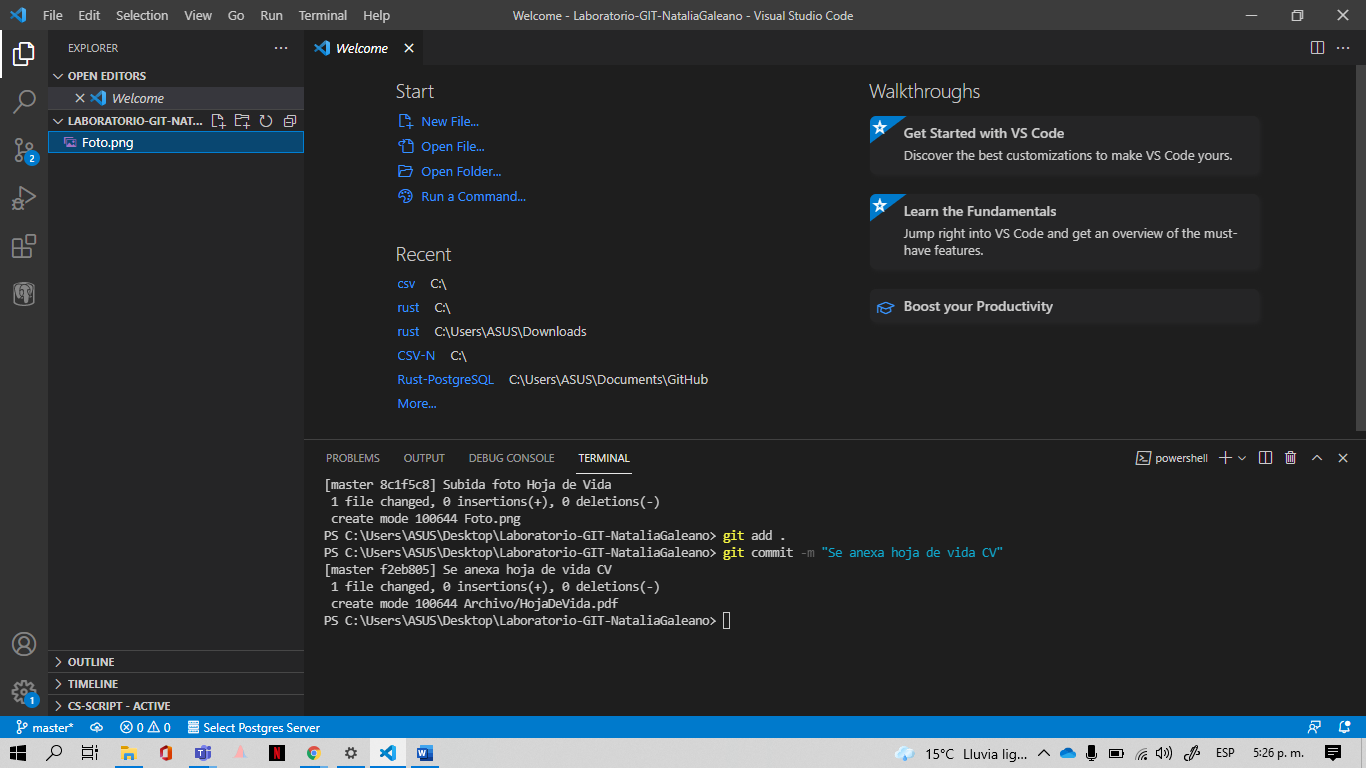 File Edit Selection View Go Run Terminal Help
Welcome - Laboratorio-GIT-NataliaGaleano - Visual Studio Code
EXPLORER
OPEN EDITORS
Welcome
LABORATORIO-GIT-NAT...
Foto.png
2
OUTLINE
TIMELINE
CS-SCRIPT - ACTIVE
1
Welcome
Start
New File...
Open File...
Open Folder...
Run a Command...
Recent
csv C:\
rust C:\
rust C:\Users\ASUS\Downloads
CSV-N C:\
Rust-PostgreSQL C:\Users\ASUS\Documents\GitHub
More...
Walkthroughs
Get Started with VS Code
Discover the best customizations to make VS Code yours.
Learn the Fundamentals
Jump right into VS Code and get an overview of the must-
have features.
Boost your Productivity
PROBLEMS OUTPUT DEBUG CONSOLE TERMINAL
powershell
[master 8c1f5c8] Subida foto Hoja de Vida
1 file changed, 0 insertions(+), 0 deletions(-)
create mode 100644 Foto.png
PS C:\Users\ASUS\Desktop\Laboratorio-GIT-NataliaGaleano> git add .
PS C:\Users\ASUS\Desktop\Laboratorio-GIT-NataliaGaleano> git commit -m "Se anexa hoja de vida CV"
[master f2eb805] Se anexa hoja de vida CV
1 file changed, 0 insertions(+), 0 deletions(-)
create mode 100644 Archivo/HojaDeVida.pdf
PS C:\Users\ASUS\Desktop\Laboratorio-GIT-NataliaGaleano>
master* 0 0 Select Postgres Server
15°C Lluvia lig... ESP 5:26 p. m.